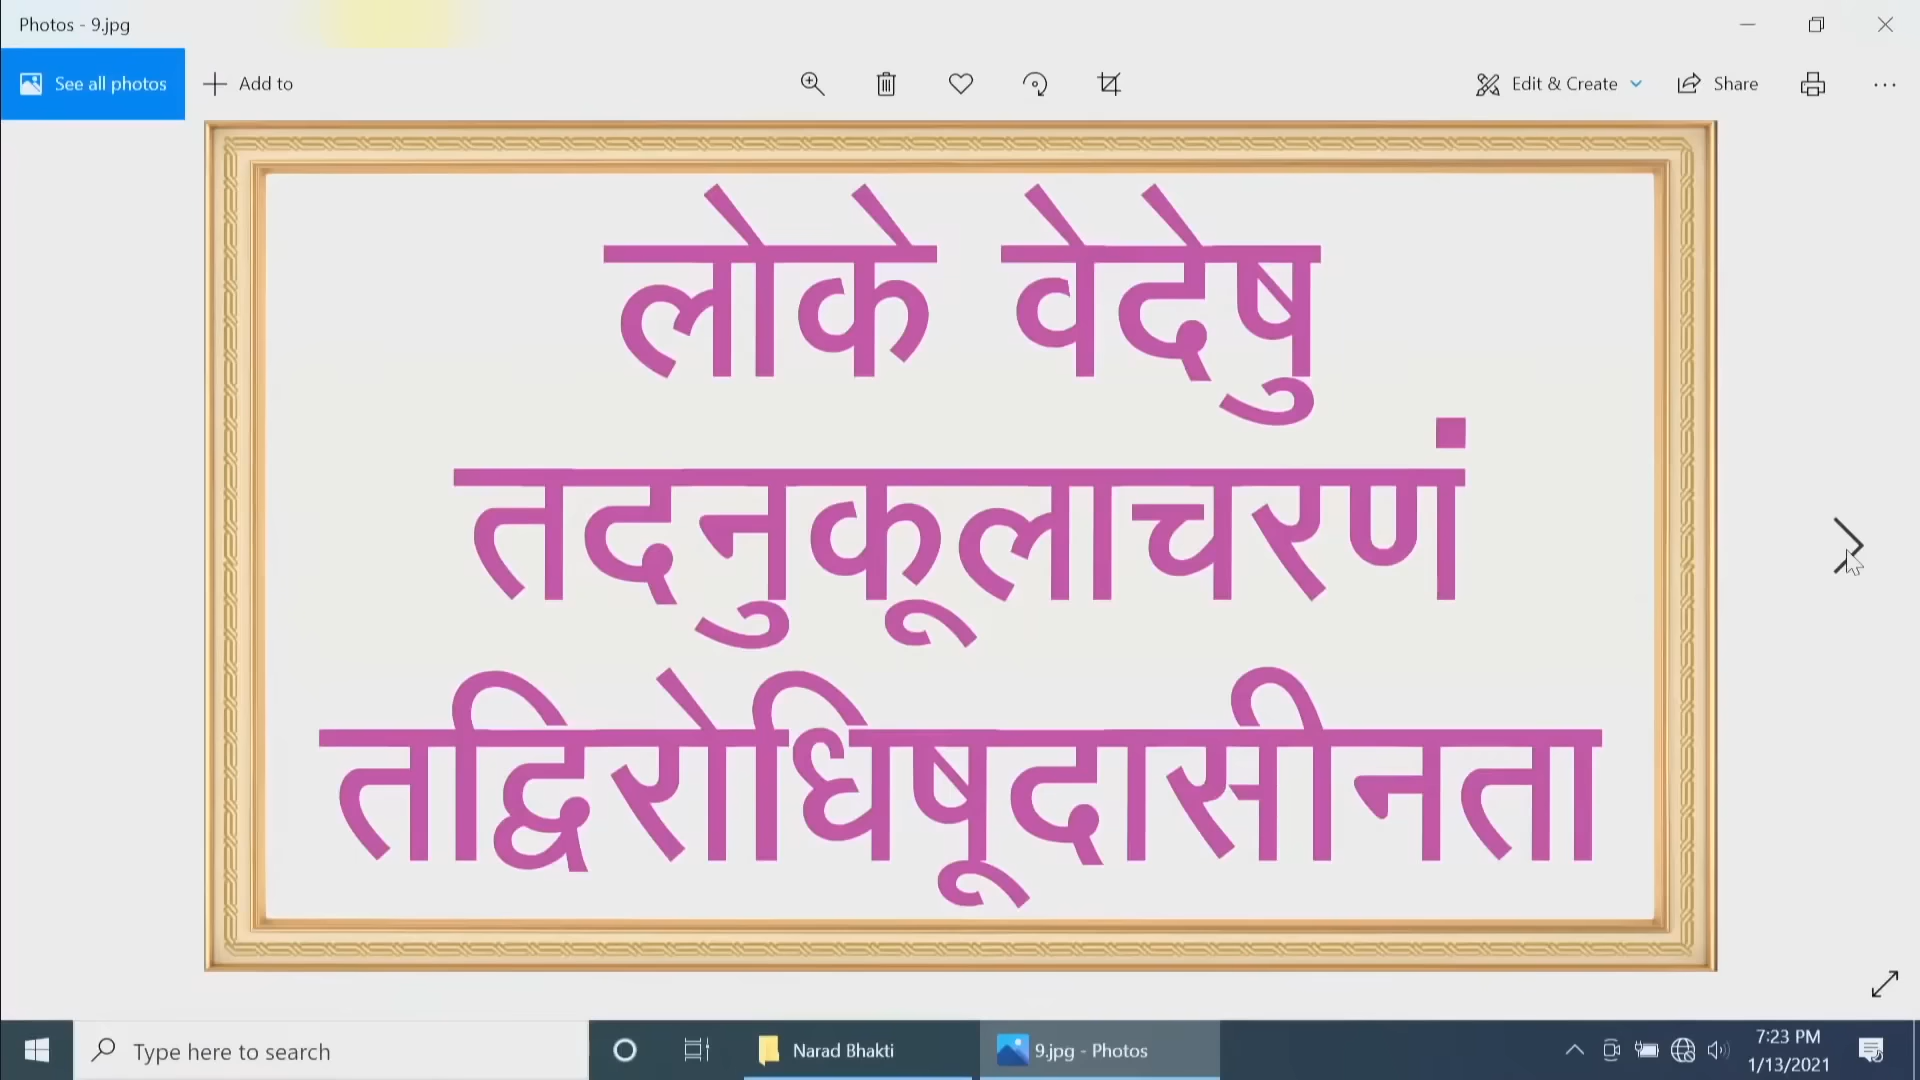 Photos - 9.jpg
See all photos
Add to
Edit & Create
Share
लोके वेदेषु
तदनुकूलाचरणं
तद्विरोधिषूदासीनता
Type here to search
Narad Bhakti
9.jpg - Photos
7:23 PM
1/13/2021